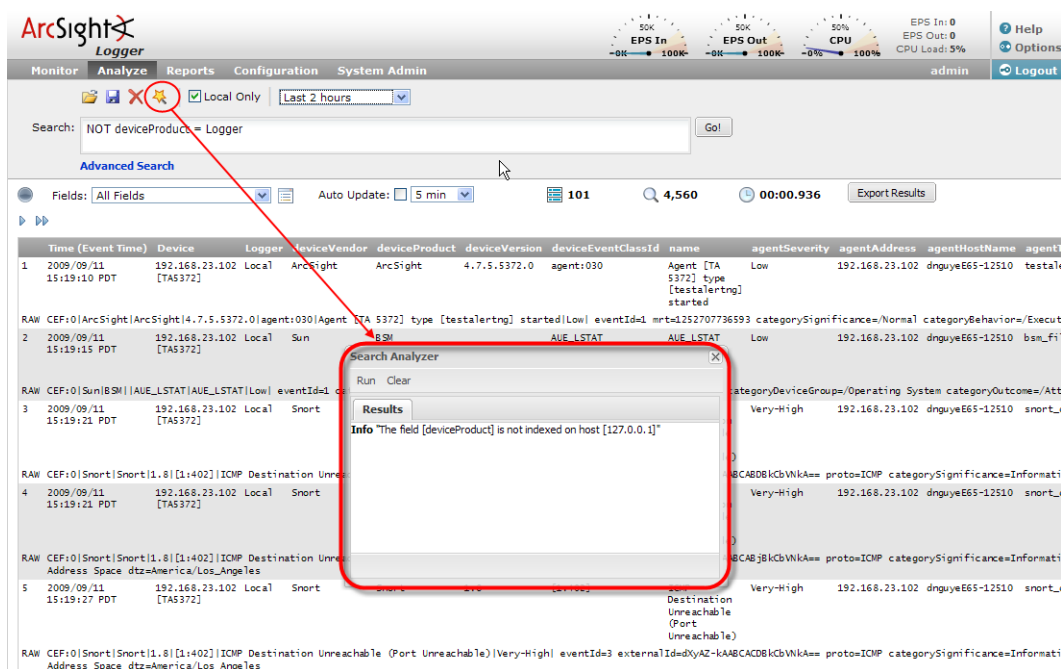 ArcSight
Logger
50K
EPS In
-0K 100K-
50K
EPS Out
-0K 100K-
50%
CPU
-0% 100%
EPS In: 0
EPS Out: 0
CPU Load: 5%
Help
Options
Monitor Analyze Reports Configuration System Admin admin Logout
Local Only Last 2 hours
Search: NOT deviceProduct = Logger Go!
Advanced Search
Fields: All Fields Auto Update: 5 min 101 4,560 00:00.936 Export Results
Time (Event Time) Device Logger deviceVendor deviceProduct deviceVersion deviceEventClassId name agentSeverity agentAddress agentHostName agentT
1 2009/09/11 192.168.23.102 Local ArcSight ArcSight 4.7.5.5372.0 agent:030 Agent [TA Low 192.168.23.102 dnguyeE65-12510 testale
15:19:10 PDT [TA5372] 5372] type
[testalertng]
started
RAW CEF:0|ArcSight|ArcSight|4.7.5.5372.0|agent:030|Agent [TA 5372] type [testalertng] started|Low| eventId=1 mrt=1252707736593 categorySignificance=/Normal categoryBehavior=/Execut
2 2009/09/11 192.168.23.102 Local Sun BSM AUE_LSTAT AUE_LSTAT Low 192.168.23.102 dnguyeE65-12510 bsm_fil
15:19:15 PDT [TA5372]
RAW CEF:0|Sun|BSM||AUE_LSTAT|AUE_LSTAT|Low| eventId=1 categoryDeviceGroup=/Operating System categoryOutcome=/Att
3 2009/09/11 192.168.23.102 Local Snort Very-High 192.168.23.102 dnguyeE65-12510 snort_
15:19:21 PDT [TA5372]
RAW CEF:0|Snort|Snort|1.8|[1:402]|ICMP Destination Unreac proto=ICMP categorySignificance=Informati
4 2009/09/11 192.168.23.102 Local Snort Very-High 192.168.23.102 dnguyeE65-12510 snort_
15:19:21 PDT [TA5372]
RAW CEF:0|Snort|Snort|1.8|[1:402]|ICMP Destination Unrea proto=ICMP categorySignificance=Informati
Address Space dtz=America/Los_Angeles
5 2009/09/11 192.168.23.102 Local Snort Very-High 192.168.23.102 dnguyeE65-12510 snort_
15:19:27 PDT [TA5372] Destination
Unreachable
(Port
Unreachable)
RAW CEF:0|Snort|Snort|1.8|[1:402]|ICMP Destination Unreachable (Port Unreachable)|Very-High| eventId=3 proto=ICMP categorySignificance=Informati
Address Space dtz=America/Los_Angeles
Search Analyzer
Run Clear
Results
Info "The field [deviceProduct] is not indexed on host [127.0.0.1]"